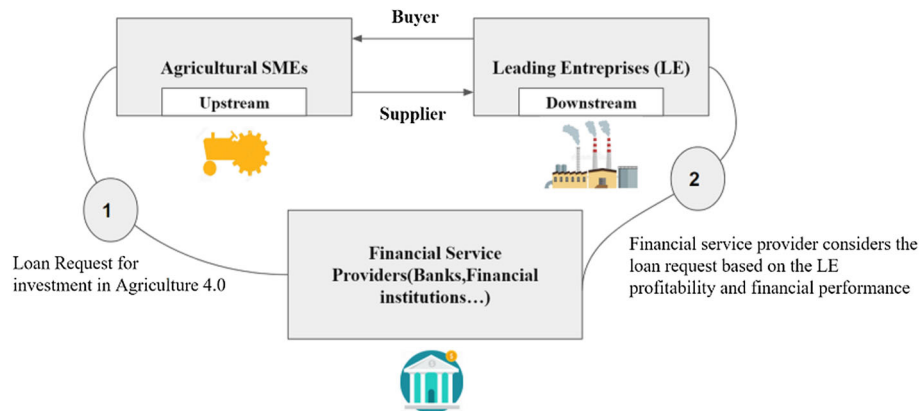 Buyer
Agricultural SMEs
Upstream
Leading Entreprises (LE)
Downstream
Supplier
1
2
Loan Request for
investment in Agriculture 4.0
Financial Service
Providers(Banks,Financial
institutions…)
Financial service provider considers the
loan request based on the LE
profitability and financial performance